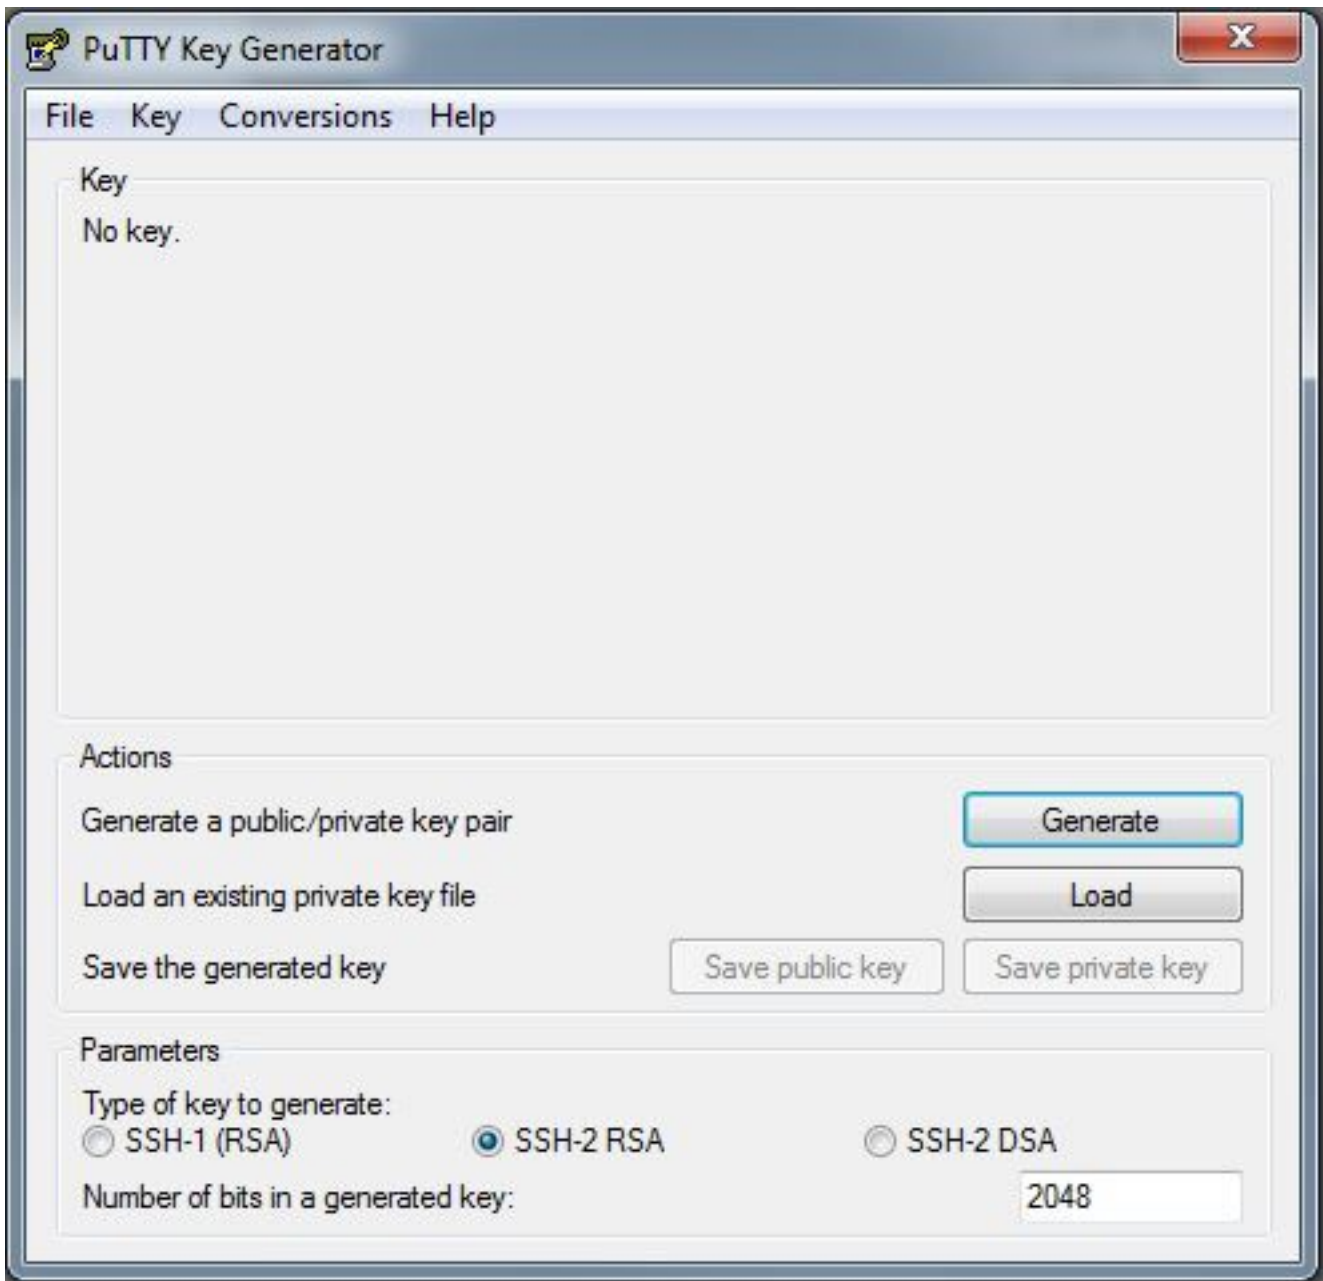 PuTTY Key Generator
File Key Conversions Help
Key
No key.
Actions
Generate a public/private key pair Generate
Load an existing private key file Load
Save the generated key Save public key Save private key
Parameters
Type of key to generate:
SSH-1 (RSA) SSH-2 RSA SSH-2 DSA
Number of bits in a generated key: 2048